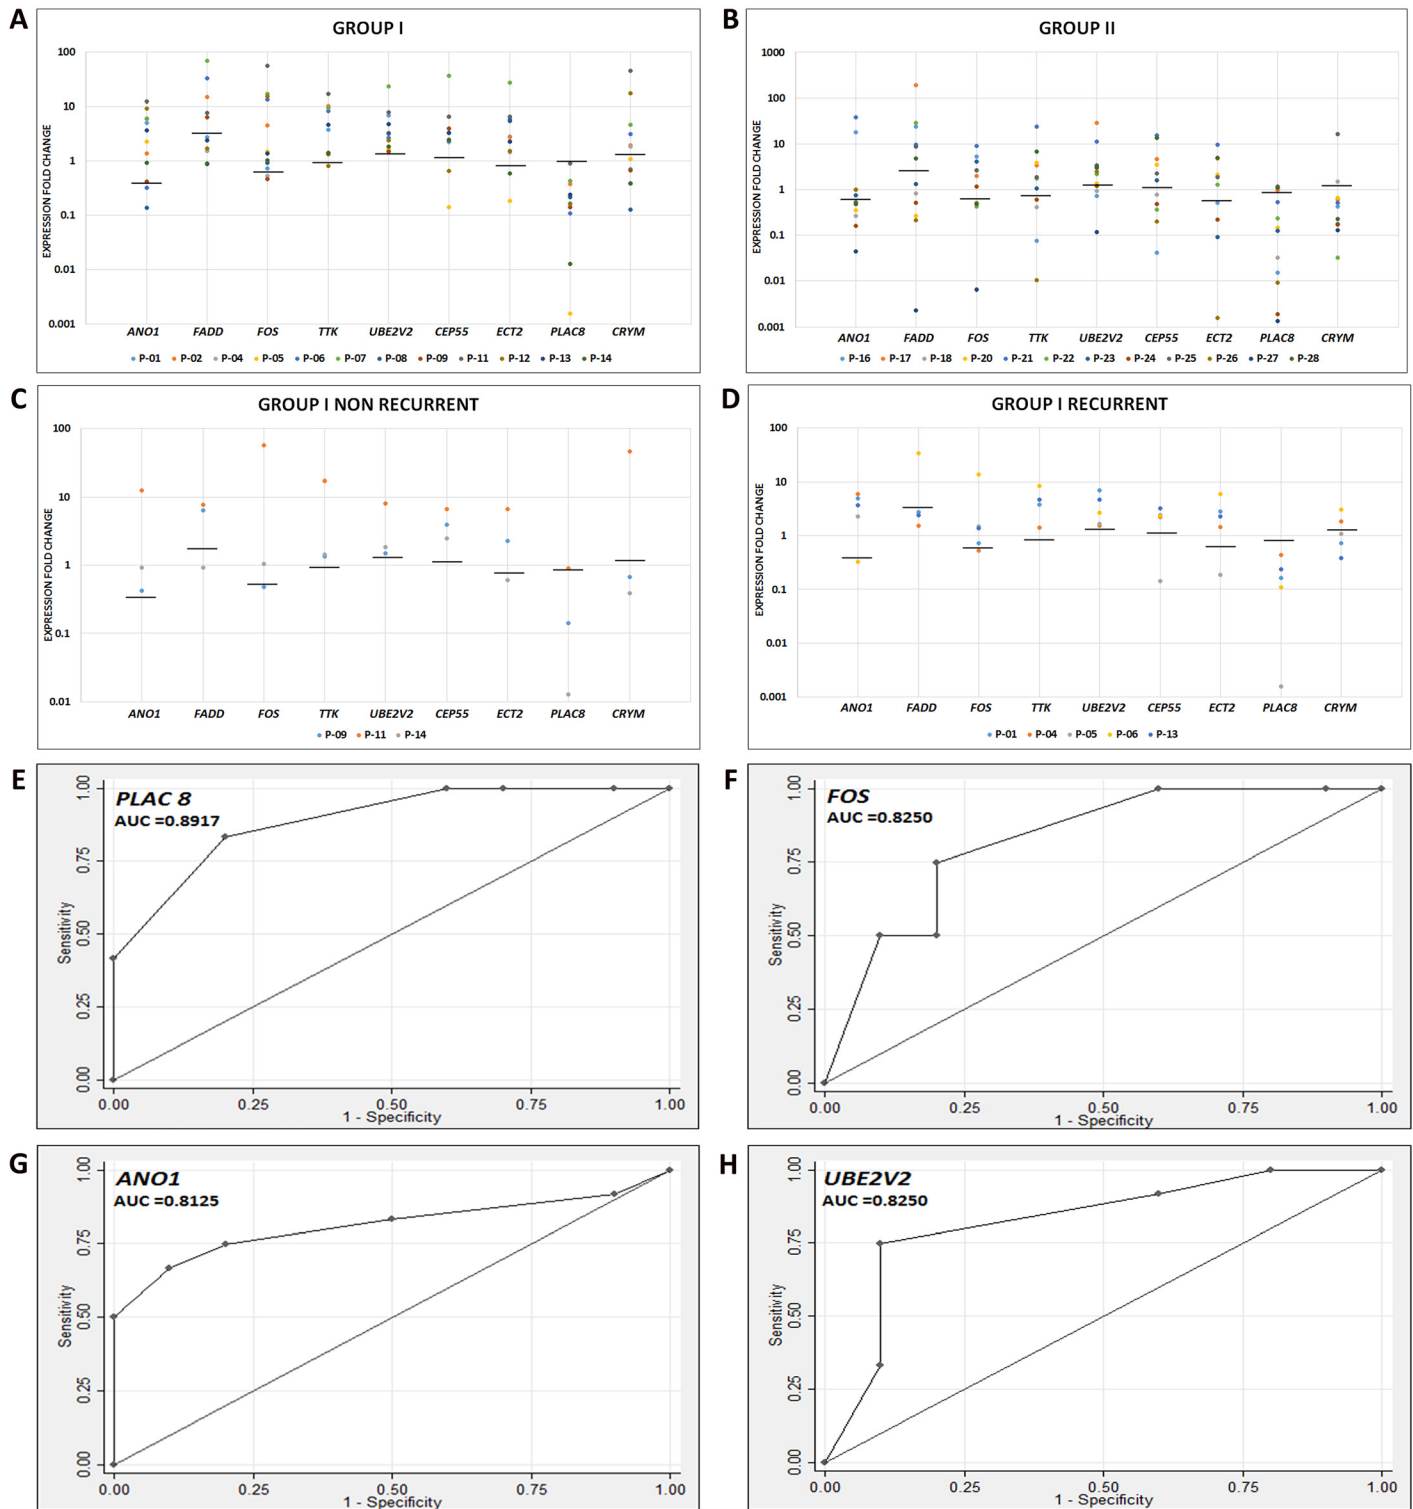 A
GROUP I
EXPRESSION FOLD CHANGE
100
10
1
0.1
0.01
0.001
ANO1 FADD FOS TTK UBE2V2 CEP55 ECT2 PLAC8 CRYM
P-01 P-02 P-04 P-05 P-06 P-07 P-08 P-09 P-11 P-12 P-13 P-14
B
GROUP II
EXPRESSION FOLD CHANGE
1000
100
10
1
0.1
0.01
0.001
ANO1 FADD FOS TTK UBE2V2 CEP55 ECT2 PLAC8 CRYM
P-16 P-17 P-18 P-20 P-21 P-22 P-23 P-24 P-25 P-26 P-27 P-28
C
GROUP I NON RECURRENT
EXPRESSION FOLD CHANGE
100
10
1
0.1
0.01
ANO1 FADD FOS TTK UBE2V2 CEP55 ECT2 PLAC8 CRYM
P-09 P-11 P-14
D
GROUP I RECURRENT
EXPRESSION FOLD CHANGE
100
10
1
0.1
0.01
0.001
ANO1 FADD FOS TTK UBE2V2 CEP55 ECT2 PLAC8 CRYM
P-01 P-04 P-05 P-06 P-13
E
PLAC 8
AUC =0.8917
Sensitivity
1.00
0.75
0.50
0.25
0.00
0.00 0.25 0.50 0.75 1.00
1 - Specificity
F
FOS
AUC =0.8250
Sensitivity
1.00
0.75
0.50
0.25
0.00
0.00 0.25 0.50 0.75 1.00
1 - Specificity
G
ANO1
AUC =0.8125
Sensitivity
1.00
0.75
0.50
0.25
0.00
0.00 0.25 0.50 0.75 1.00
1 - Specificity
H
UBE2V2
AUC =0.8250
Sensitivity
1.00
0.75
0.50
0.25
0.00
0.00 0.25 0.50 0.75 1.00
1 - Specificity